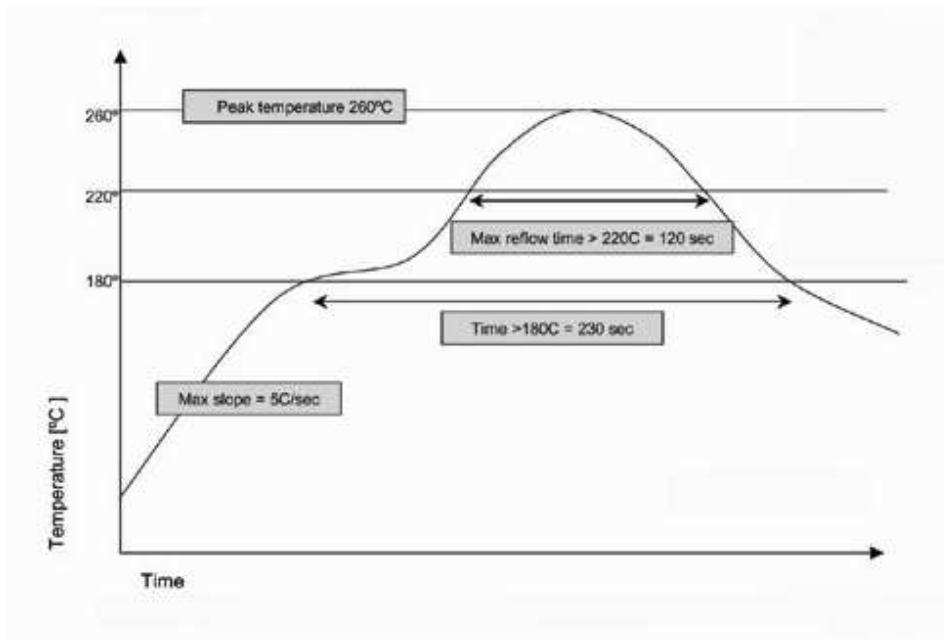 Peak temperature 260ºC
260º
220º
Max reflow time > 220C = 120 sec
180º
Time >180C = 230 sec
Max slope = 5C/sec
Temperature [ºC ]
Time